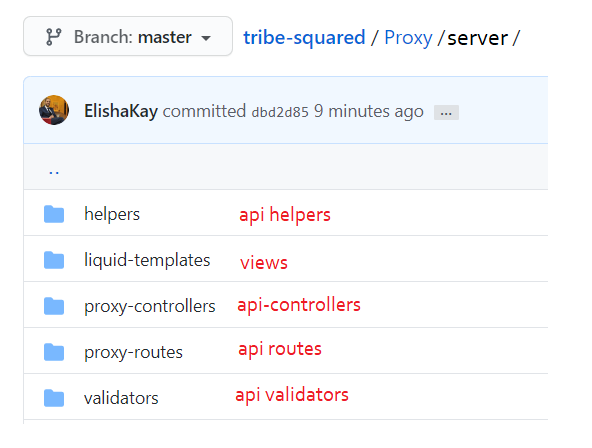 Branch: master tribe-squared / Proxy /server /
ElishaKay committed dbd2d85 9 minutes ago ...
..
helpers api helpers
liquid-templates views
proxy-controllers api-controllers
proxy-routes api routes
validators api validators